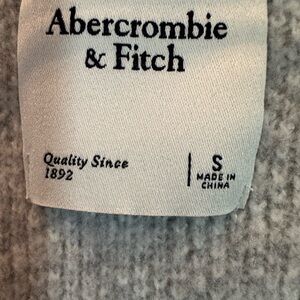 Abercrombie
& Fitch
Quality Since
1892
S
MADE IN
CHINA